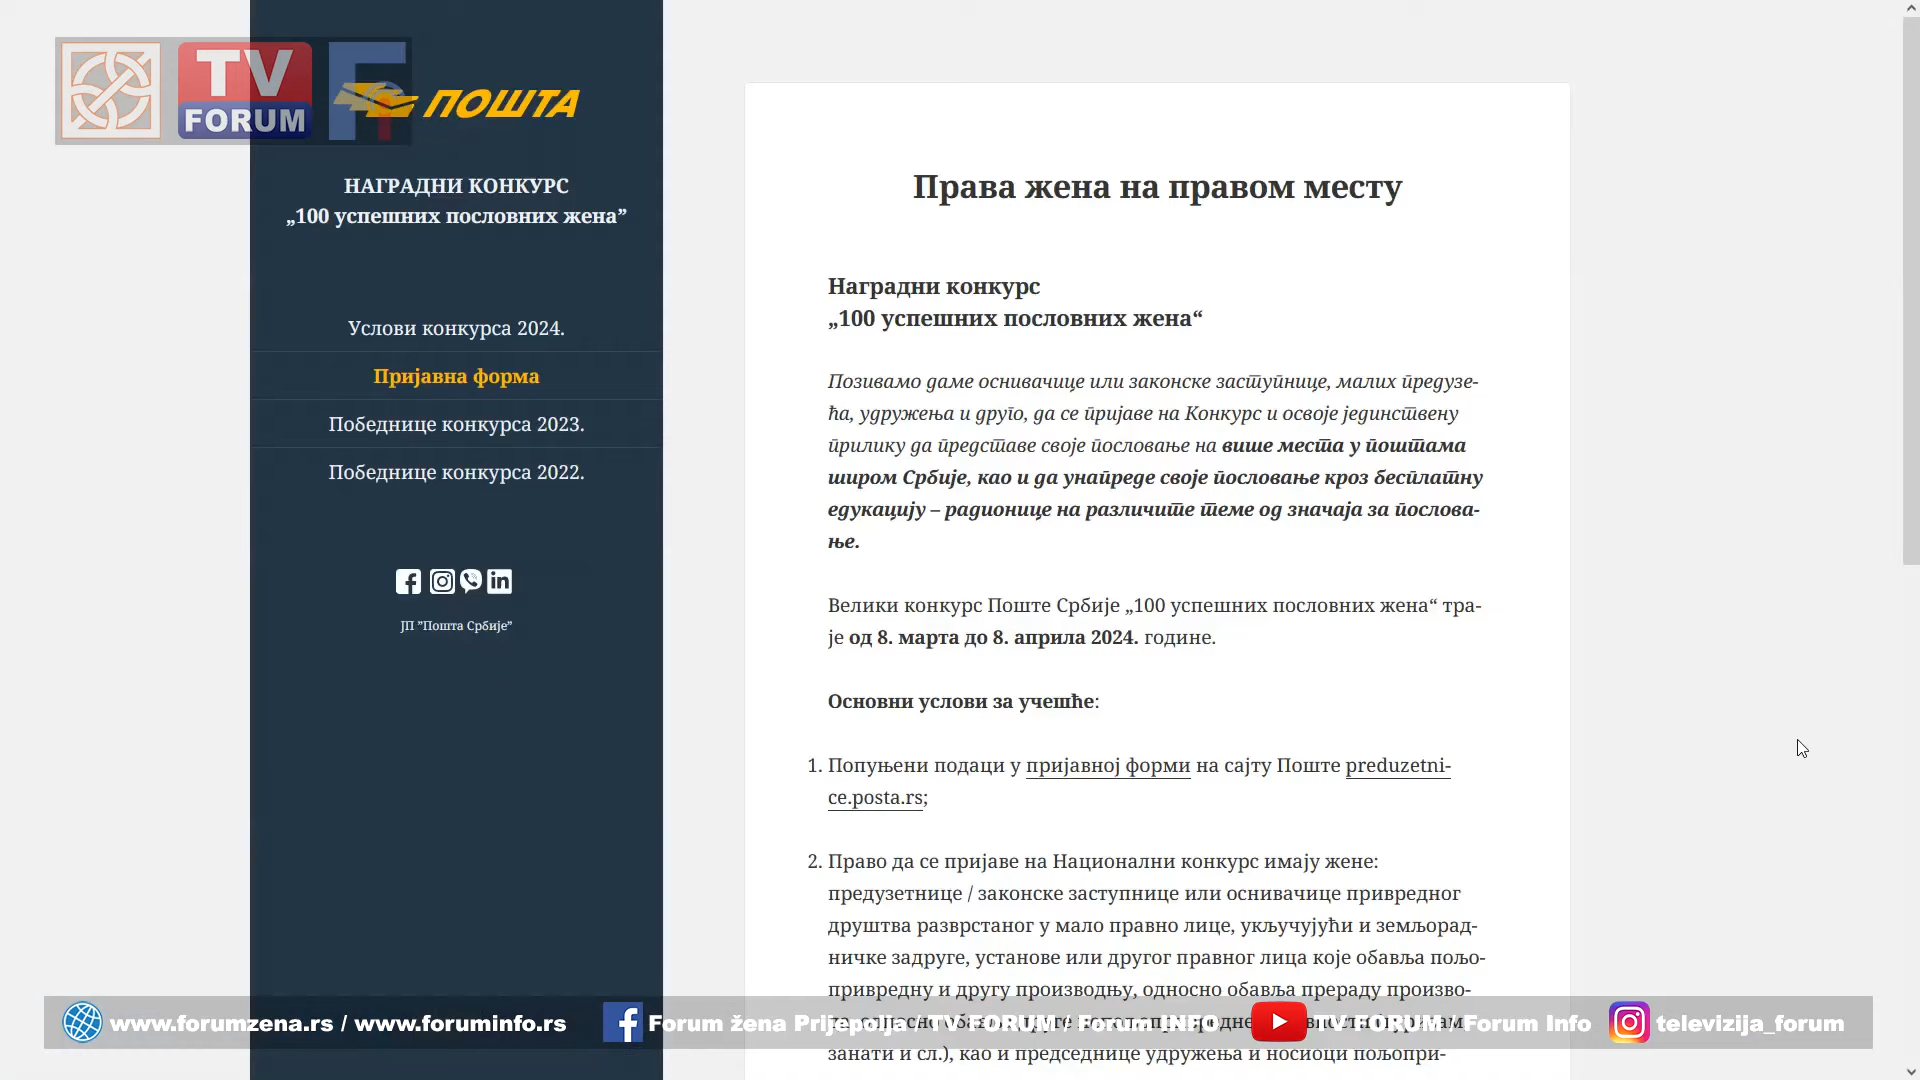 TV
FORUM
ПОШТА
НАГРАДНИ КОНКУРС
„100 успешних пословних жена”
Услови конкурса 2024.
Пријавна форма
Победнице конкурса 2023.
Победнице конкурса 2022.
ЈП ”Пошта Србије”
Права жена на правом месту
Наградни конкурс
„100 успешних пословних жена“
Позивамо даме оснивачице или законске заступнице, малих предузе-
ћа, удружења и друго, да се пријаве на Конкурс и освоје јединствену
прилику да представе своје пословање на више места у поштама
широм Србије, као и да унапреде своје пословање кроз бесплатну
едукацију – радионице на различите теме од значаја за послова-
ње.
Велики конкурс Поште Србије „100 успешних пословних жена“ тра-
је од 8. марта до 8. априла 2024. године.
Основни услови за учешће:
1. Попуњени подаци у пријавној форми на сајту Поште preduzetni-
ce.posta.rs;
2. Право да се пријаве на Национални конкурс имају жене:
предузетнице / законске заступнице или оснивачице привредног
друштва разврстаног у мало правно лице, укључујући и земљорад-
ничке задруге, установе или другог правног лица које обавља пољо-
привредну и другу производњу, односно обавља прераду произво-
занати и сл.), као и председнице удружења и носиоци пољопри-
www.forumzena.rs / www.foruminfo.rs
Forum žena Prijepolje / TV FORUM / Forum INFO
TV FORUM / Forum Info
televizija_forum